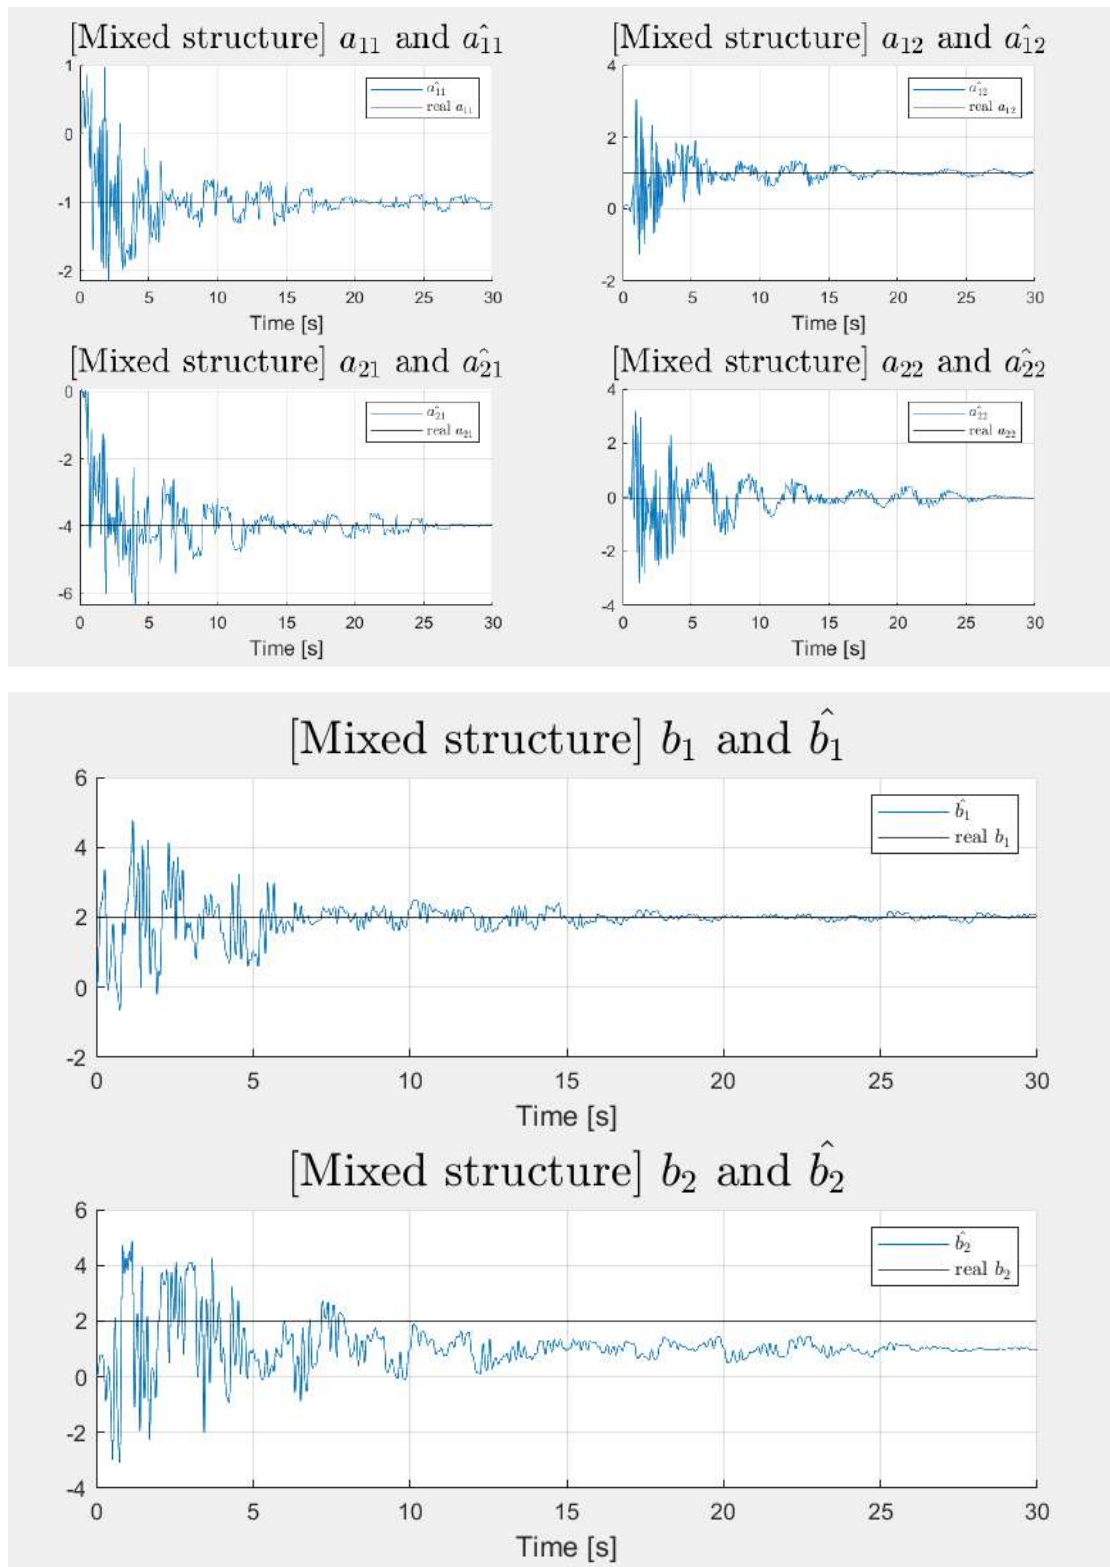 [Mixed structure] a₁₁ and â₁₁
1
0
-1
-2
â₁₁
real a₁₁
0 5 10 15 20 25 30
Time [s]
[Mixed structure] a₁₂ and â₁₂
4
2
0
-2
â₁₂
real a₁₂
0 5 10 15 20 25 30
Time [s]
[Mixed structure] a₂₁ and â₂₁
0
-2
-4
-6
â₂₁
real a₂₁
0 5 10 15 20 25 30
Time [s]
[Mixed structure] a₂₂ and â₂₂
4
2
0
-2
-4
â₂₂
real a₂₂
0 5 10 15 20 25 30
Time [s]
[Mixed structure] b₁ and b̂₁
6
4
2
0
-2
b̂₁
real b₁
0 5 10 15 20 25 30
Time [s]
[Mixed structure] b₂ and b̂₂
6
4
2
0
-2
-4
b̂₂
real b₂
0 5 10 15 20 25 30
Time [s]